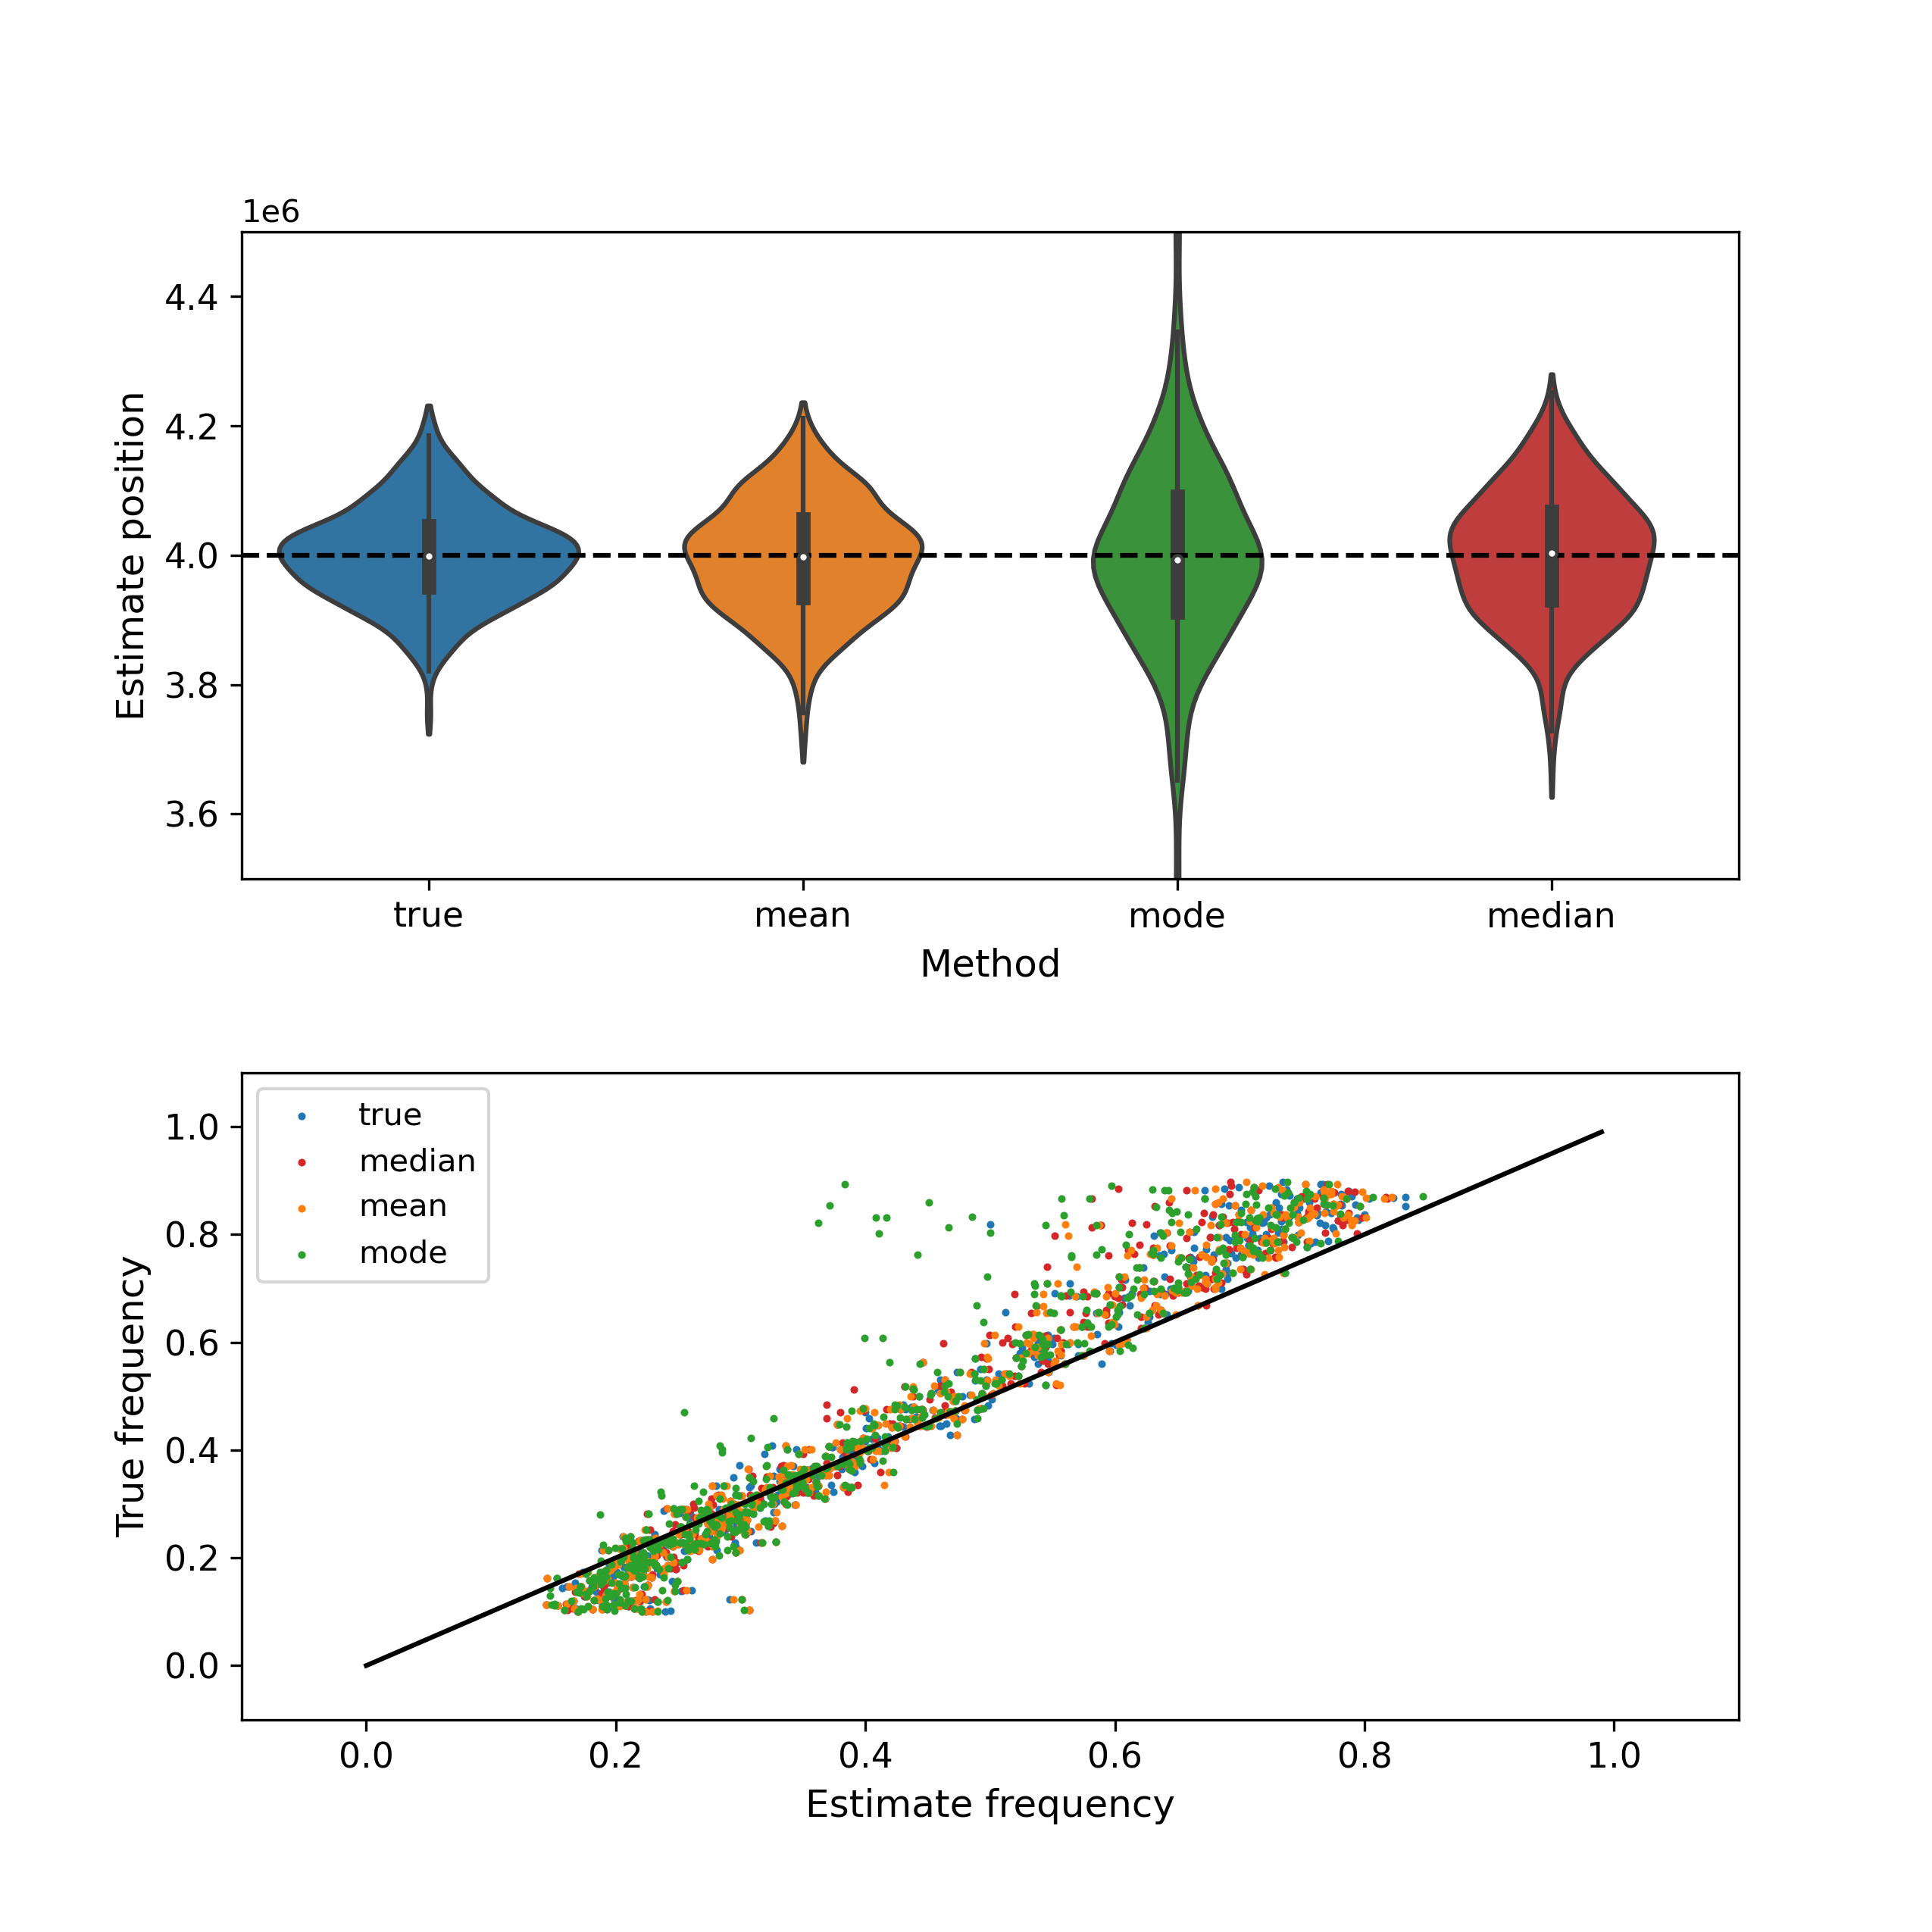 1e6
4.4
4.2
4.0
3.8
3.6
Estimate position
true mean mode median
Method
true
median
mean
mode
1.0
0.8
0.6
0.4
0.2
0.0
True frequency
0.0 0.2 0.4 0.6 0.8 1.0
Estimate frequency